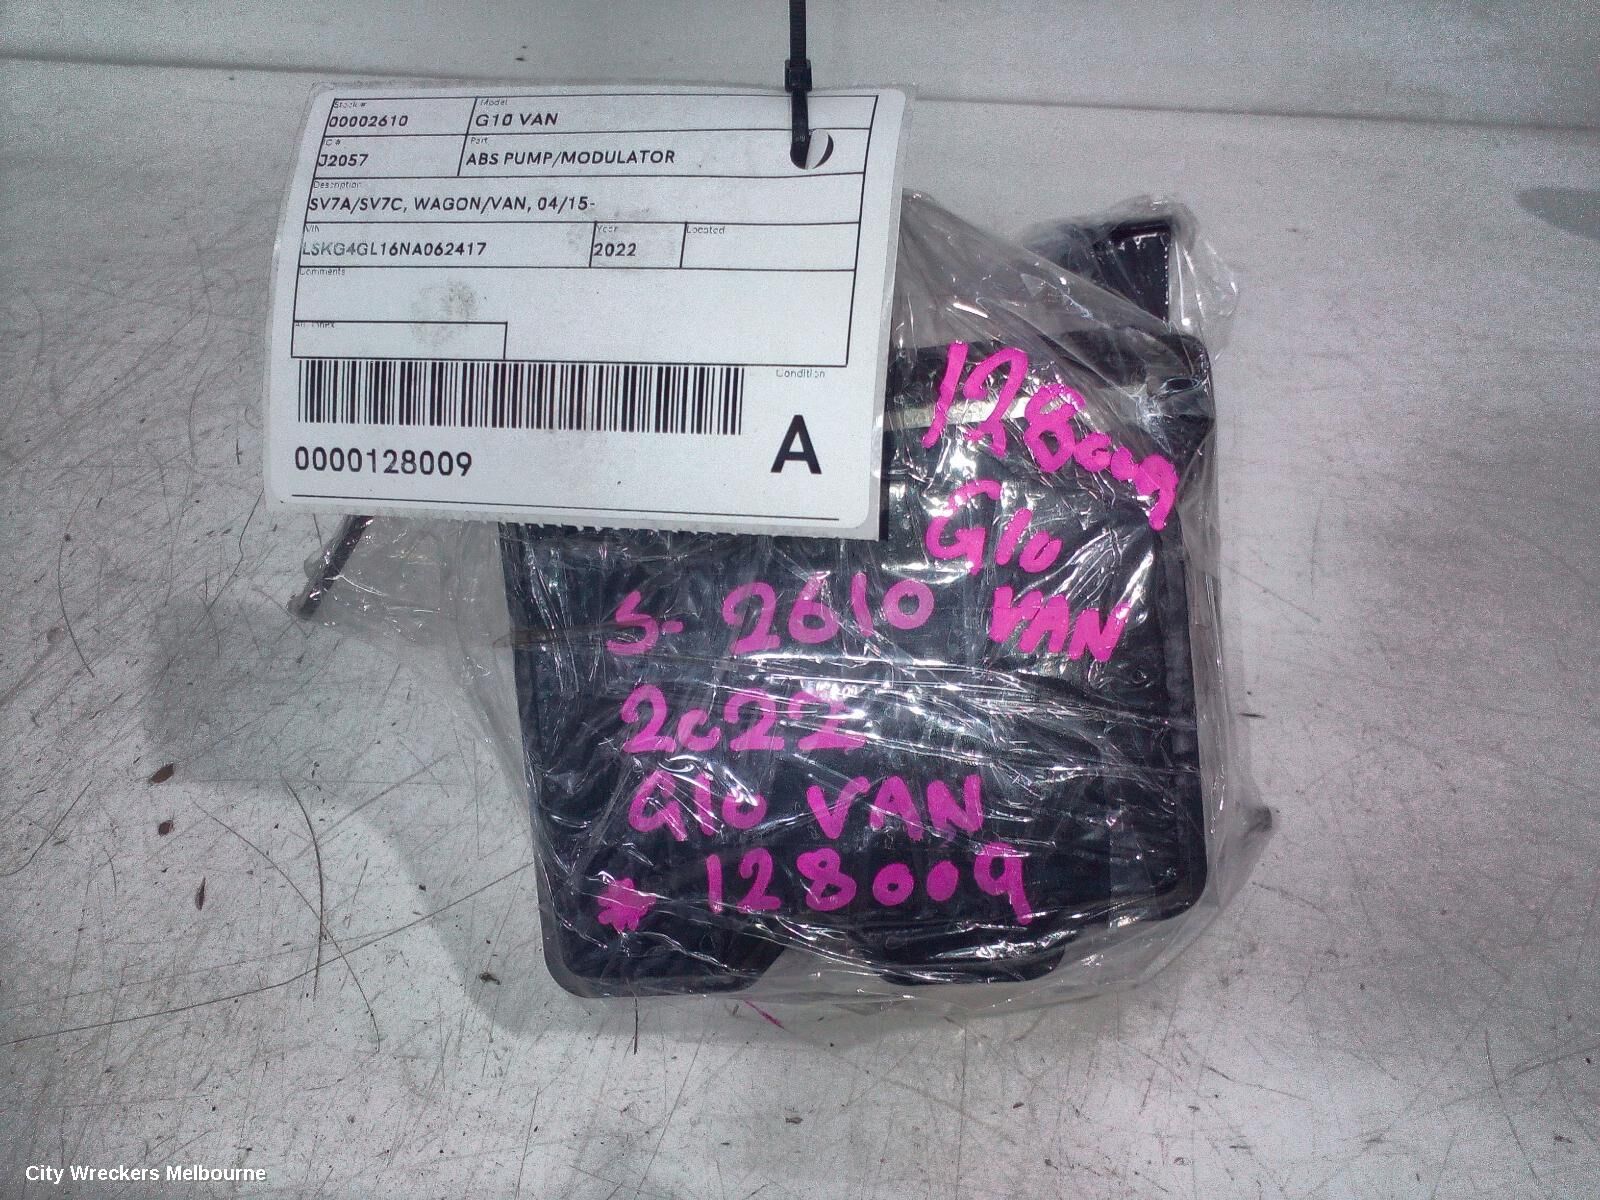 Stock # Model
00002610 G10 VAN
IC # Part
J2057 ABS PUMP/MODULATOR
Description
SV7A/SV7C, WAGON/VAN, 04/15-
VIN Year Located
LSKG4GL16NA062417 2022
Comments
Condition
0000128009 A
128009
G10
VAN
S- 2610
2022
G10 VAN
* 128009
City Wreckers Melbourne